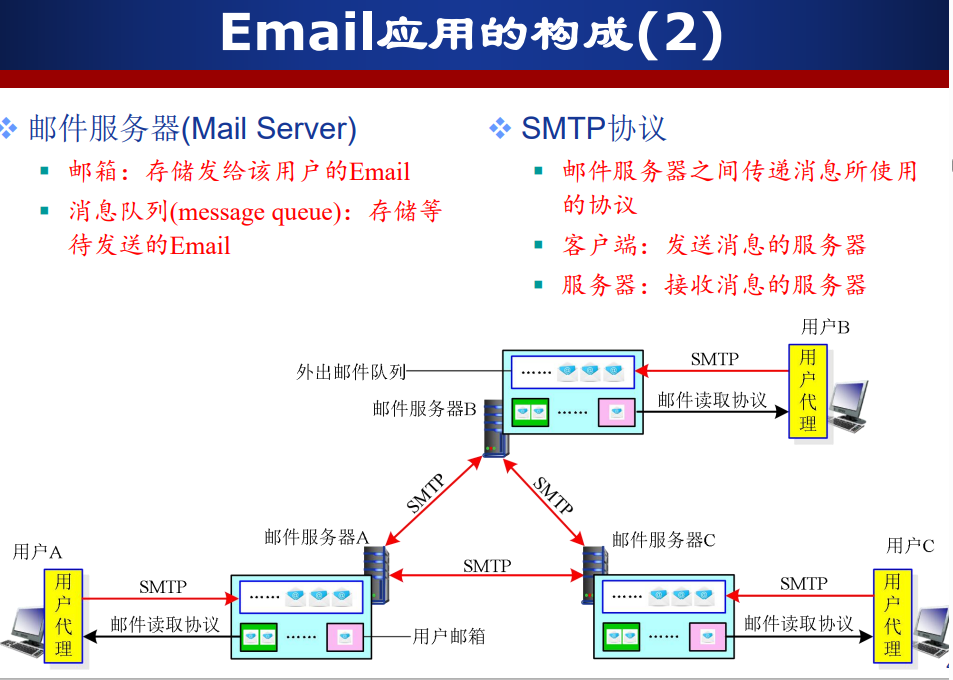 Email应用的构成(2)
邮件服务器(Mail Server)
邮箱：存储发给该用户的Email
消息队列(message queue)：存储等
待发送的Email
SMTP协议
邮件服务器之间传递消息所使用
的协议
客户端：发送消息的服务器
服务器：接收消息的服务器
用户B
外出邮件队列
……
SMTP
用户代理
邮件服务器B
……
邮件读取协议
SMTP
SMTP
邮件服务器A
邮件服务器C
用户A
用户C
SMTP
用户代理
SMTP
……
……
SMTP
用户代理
邮件读取协议
……
用户邮箱
……
邮件读取协议